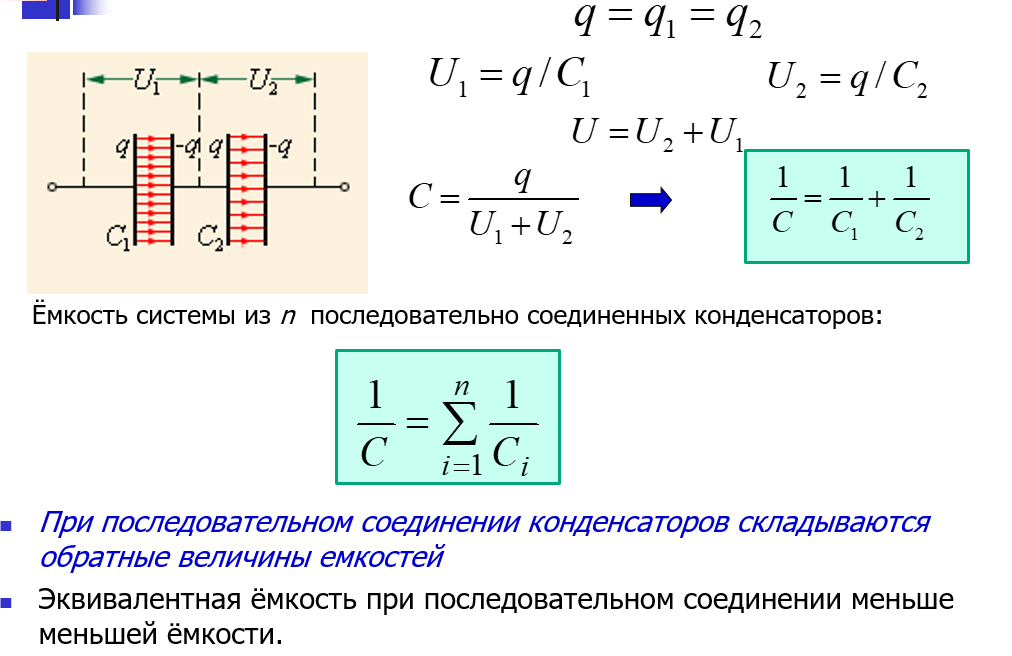 q = q₁ = q₂
U₁ = q / C₁
U₂ = q / C₂
U = U₂ + U₁
C = q / (U₁ + U₂)
1/C = 1/C₁ + 1/C₂
U₁ U₂
q -q q -q
C₁ C₂
Ёмкость системы из n последовательно соединенных конденсаторов:
1/C = ∑ᵢ₌₁ⁿ 1/Cᵢ
При последовательном соединении конденсаторов складываются
обратные величины емкостей
Эквивалентная ёмкость при последовательном соединении меньше
меньшей ёмкости.